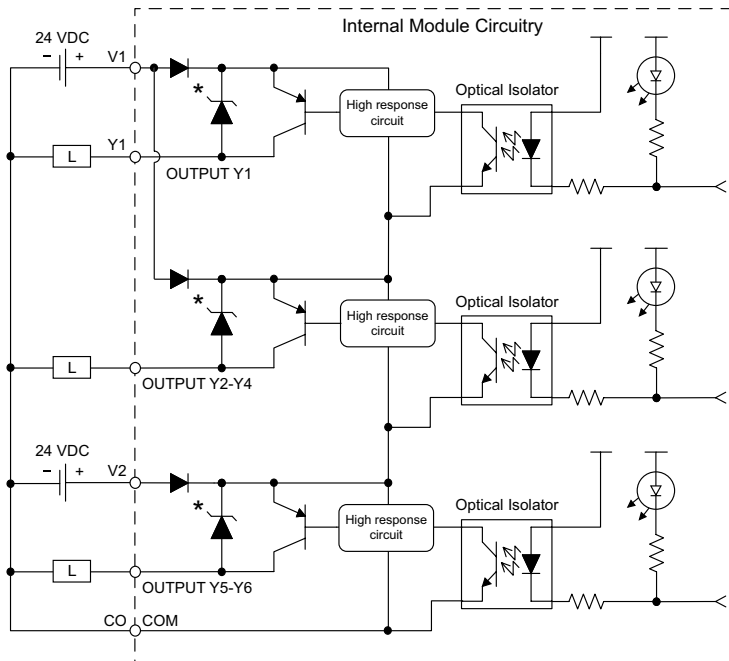 Internal Module Circuitry
24 VDC
− +
V1
*
High response
circuit
Optical Isolator
Y1
L
OUTPUT Y1
*
High response
circuit
Optical Isolator
L
OUTPUT Y2-Y4
24 VDC
− +
V2
*
High response
circuit
Optical Isolator
L
OUTPUT Y5-Y6
CO COM